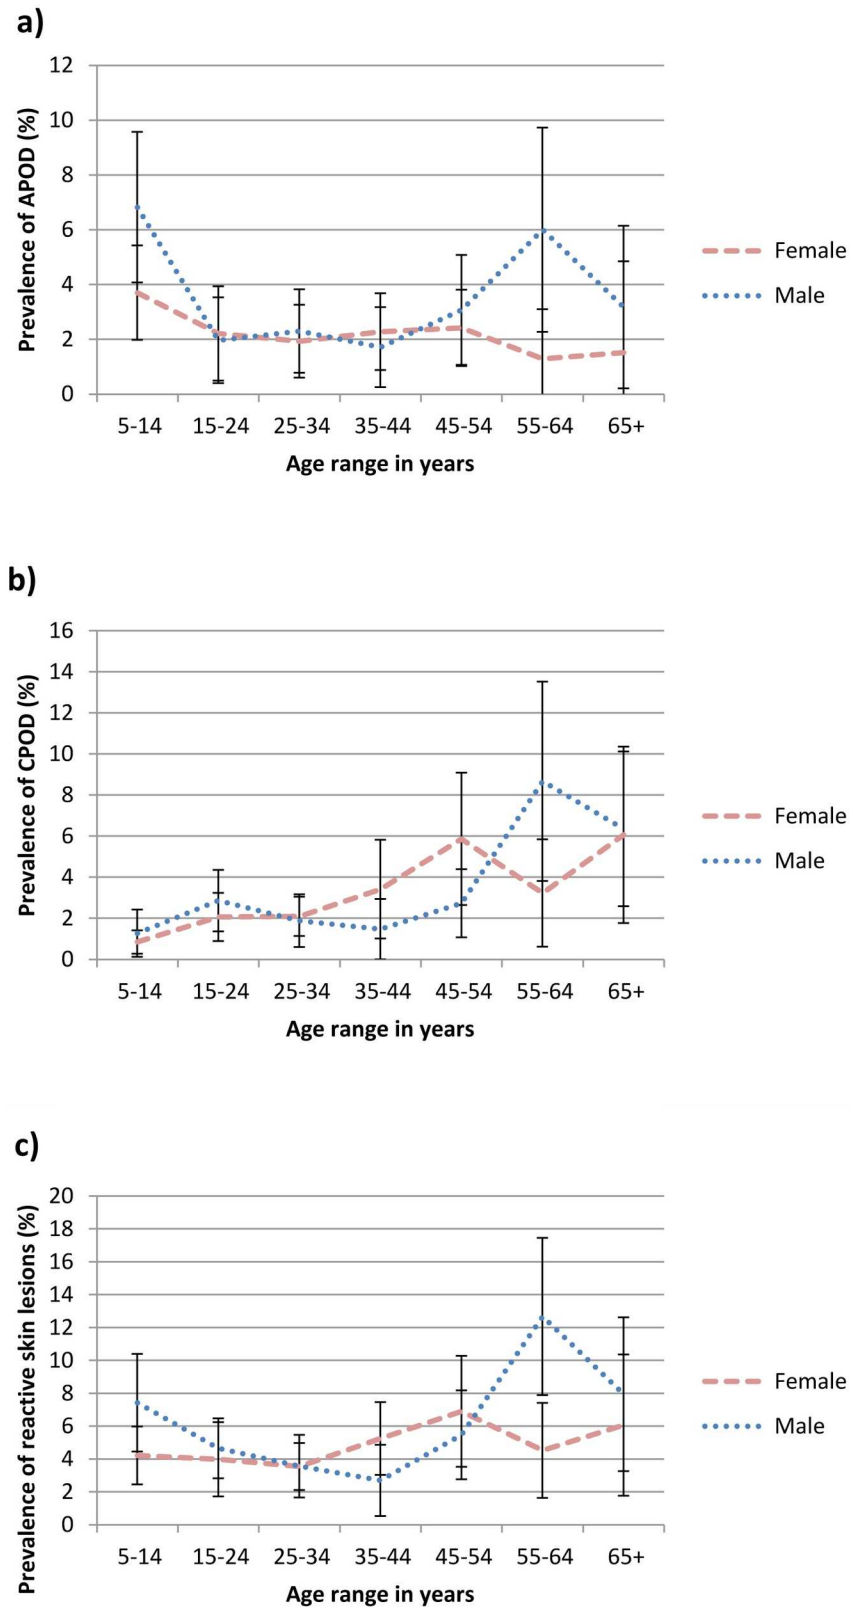 a)
Prevalence of APOD (%)
12
10
8
6
4
2
0
5-14 15-24 25-34 35-44 45-54 55-64 65+
Age range in years
Female
Male
b)
Prevalence of CPOD (%)
16
14
12
10
8
6
4
2
0
5-14 15-24 25-34 35-44 45-54 55-64 65+
Age range in years
Female
Male
c)
Prevalence of reactive skin lesions (%)
20
18
16
14
12
10
8
6
4
2
0
5-14 15-24 25-34 35-44 45-54 55-64 65+
Age range in years
Female
Male